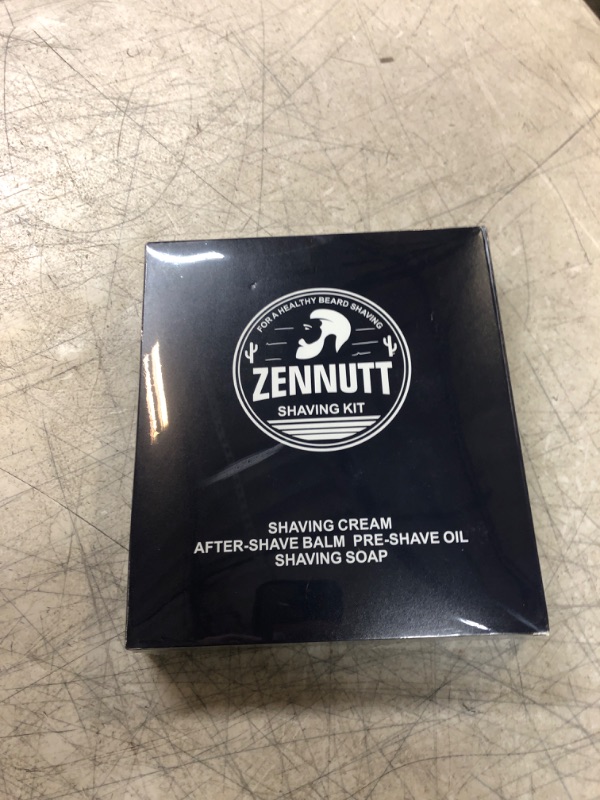 FOR A HEALTHY BEARD SHAVING
ZENNUTT
SHAVING KIT
SHAVING CREAM
AFTER-SHAVE BALM PRE-SHAVE OIL
SHAVING SOAP